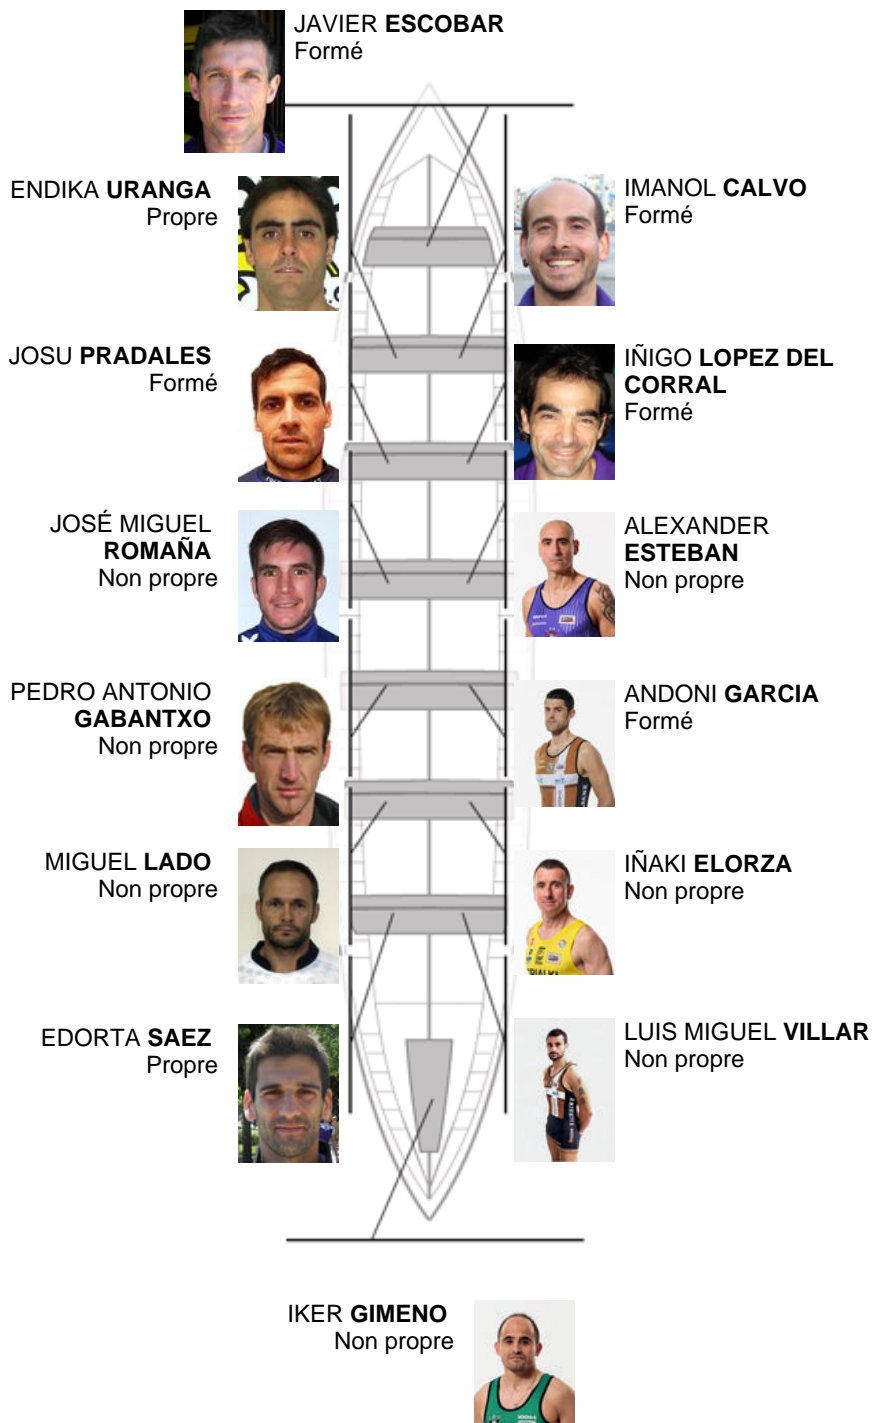 JAVIER ESCOBAR
Formé
ENDIKA URANGA
Propre
IMANOL CALVO
Formé
JOSU PRADALES
Formé
IÑIGO LOPEZ DEL
CORRAL
Formé
JOSÉ MIGUEL
ROMAÑA
Non propre
ALEXANDER
ESTEBAN
Non propre
PEDRO ANTONIO
GABANTXO
Non propre
ANDONI GARCIA
Formé
MIGUEL LADO
Non propre
IÑAKI ELORZA
Non propre
EDORTA SAEZ
Propre
LUIS MIGUEL VILLAR
Non propre
IKER GIMENO
Non propre